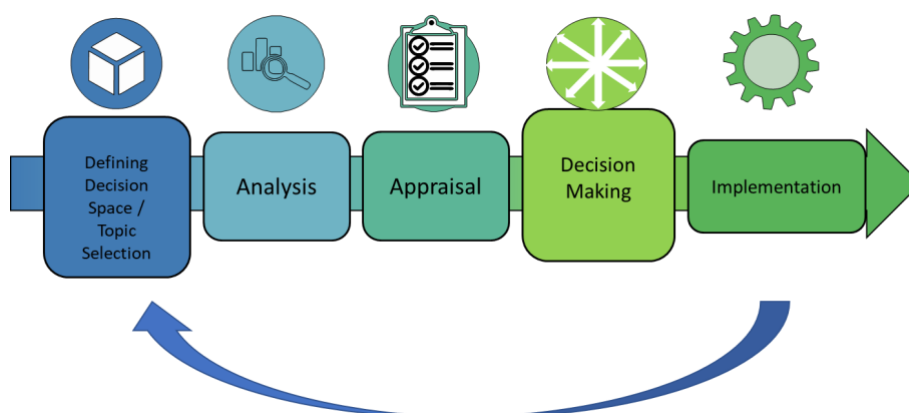 Defining
Decision
Space /
Topic
Selection
Analysis
Appraisal
Decision
Making
Implementation